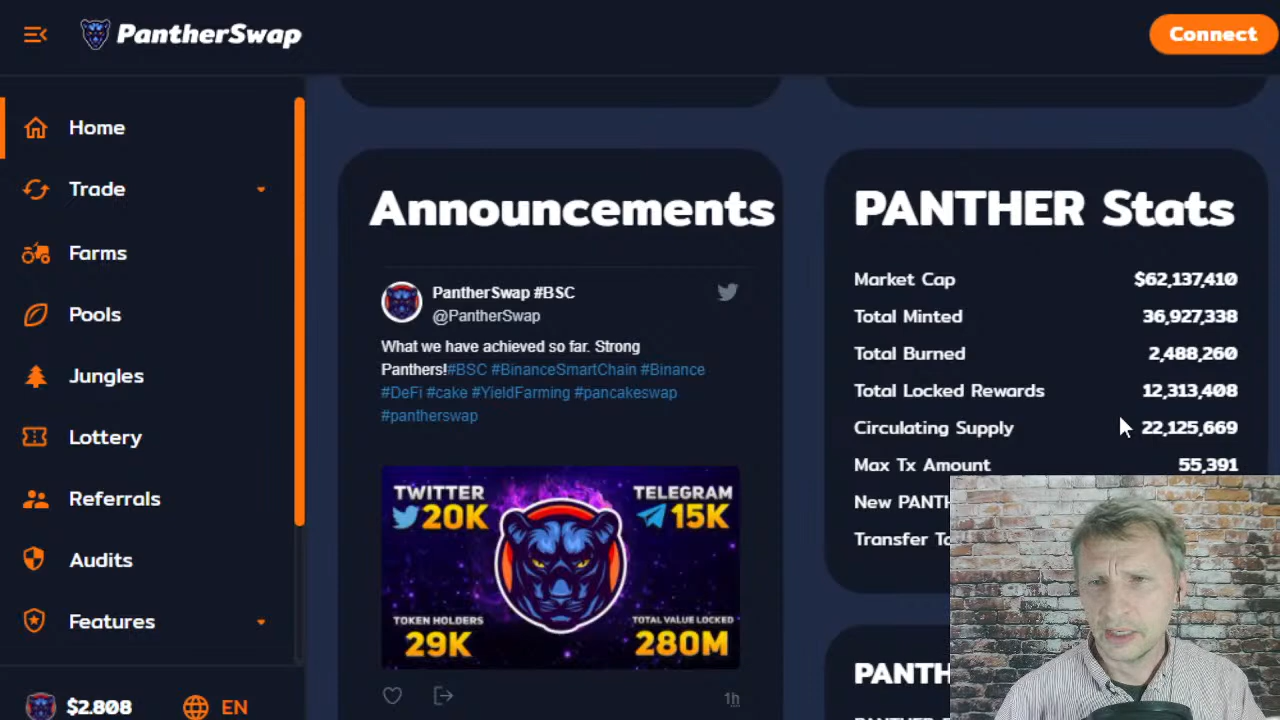 PantherSwap
Connect
Home
Trade
Farms
Pools
Jungles
Lottery
Referrals
Audits
Features
$2.808
EN
Announcements
PantherSwap #BSC
@PantherSwap
What we have achieved so far. Strong
Panthers!#BSC #BinanceSmartChain #Binance
#DeFi #cake #YieldFarming #pancakeswap
#pantherswap
TWITTER
20K
TELEGRAM
15K
TOKEN HOLDERS
29K
TOTAL VALUE LOCKED
280M
1h
PANTHER Stats
Market Cap $62,137,410
Total Minted 36,927,338
Total Burned 2,488,260
Total Locked Rewards 12,313,408
Circulating Supply 22,125,669
Max Tx Amount 55,391
New
Transfer